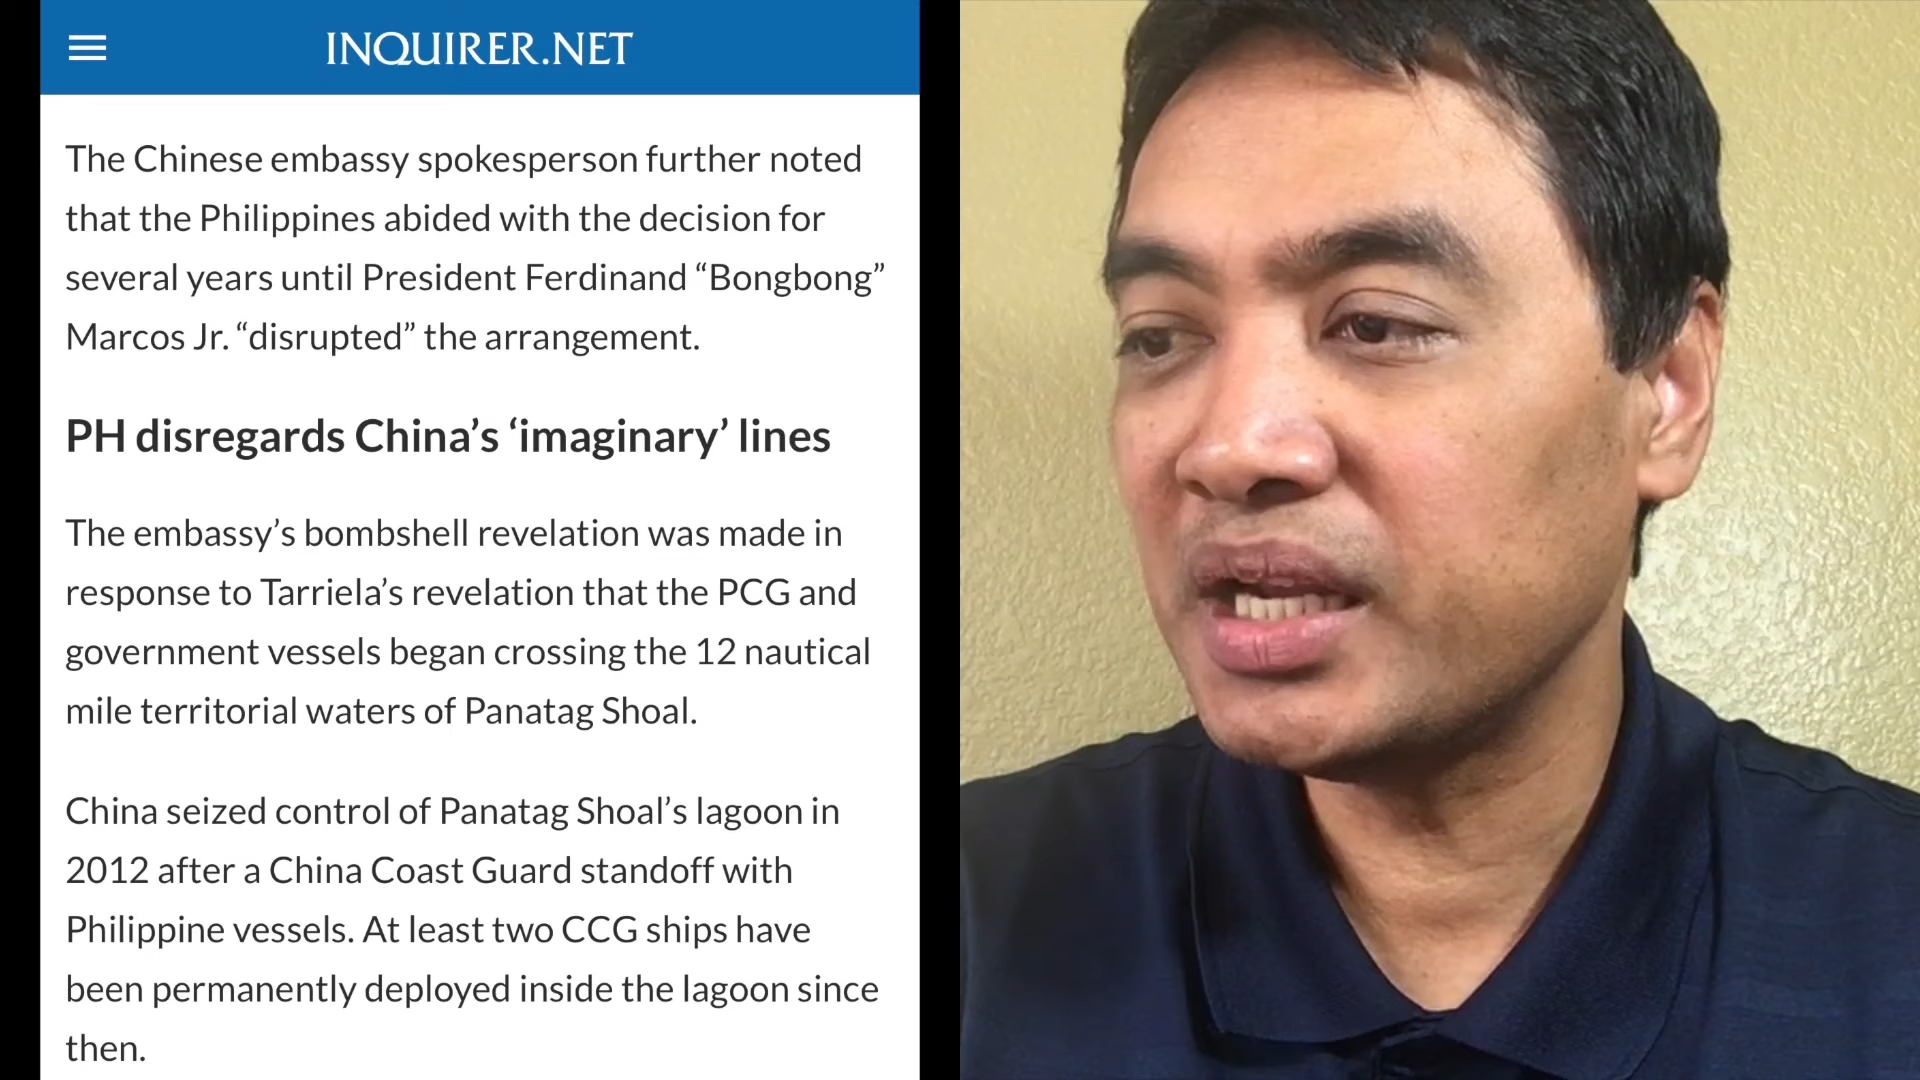 INQUIRER.NET
The Chinese embassy spokesperson further noted
that the Philippines abided with the decision for
several years until President Ferdinand “Bongbong”
Marcos Jr. “disrupted” the arrangement.
PH disregards China’s ‘imaginary’ lines
The embassy’s bombshell revelation was made in
response to Tarriela’s revelation that the PCG and
government vessels began crossing the 12 nautical
mile territorial waters of Panatag Shoal.
China seized control of Panatag Shoal’s lagoon in
2012 after a China Coast Guard standoff with
Philippine vessels. At least two CCG ships have
been permanently deployed inside the lagoon since
then.